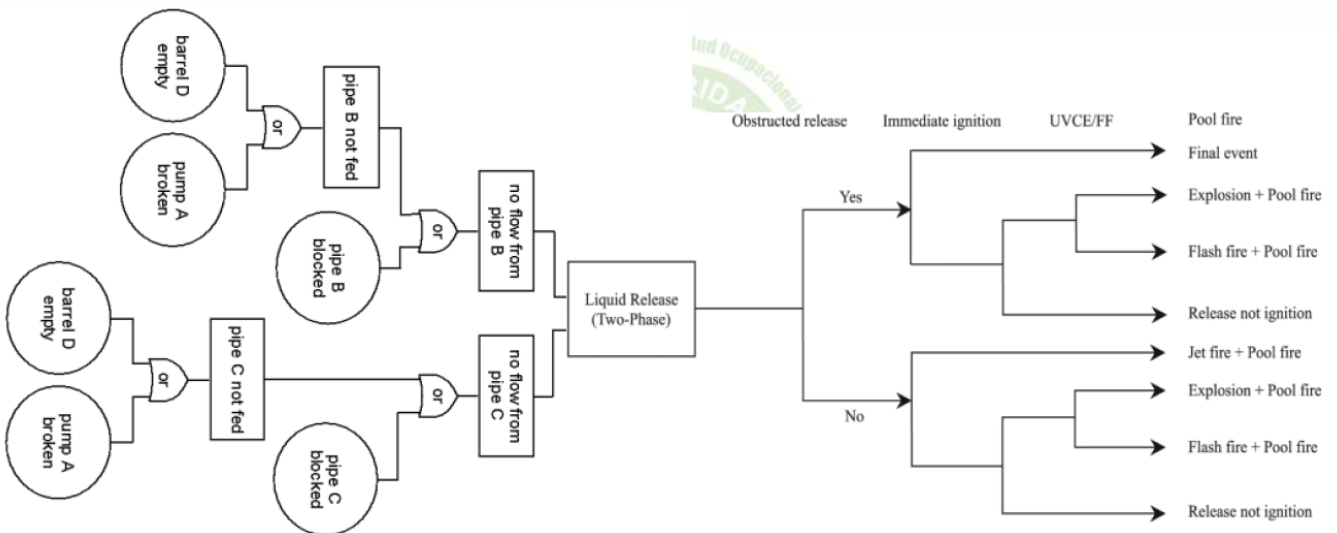 barrel D
empty
pump A
broken
or
pipe B not fed
pipe B
blocked
or
no flow from
pipe B
barrel D
empty
pump A
broken
or
pipe C not fed
pipe C
blocked
or
no flow from
pipe C
Liquid Release
(Two-Phase)
ud Ocupacional
RIDA
Obstructed release
Immediate ignition
UVCE/FF
Pool fire
Yes
No
Final event
Explosion + Pool fire
Flash fire + Pool fire
Release not ignition
Jet fire + Pool fire
Explosion + Pool fire
Flash fire + Pool fire
Release not ignition